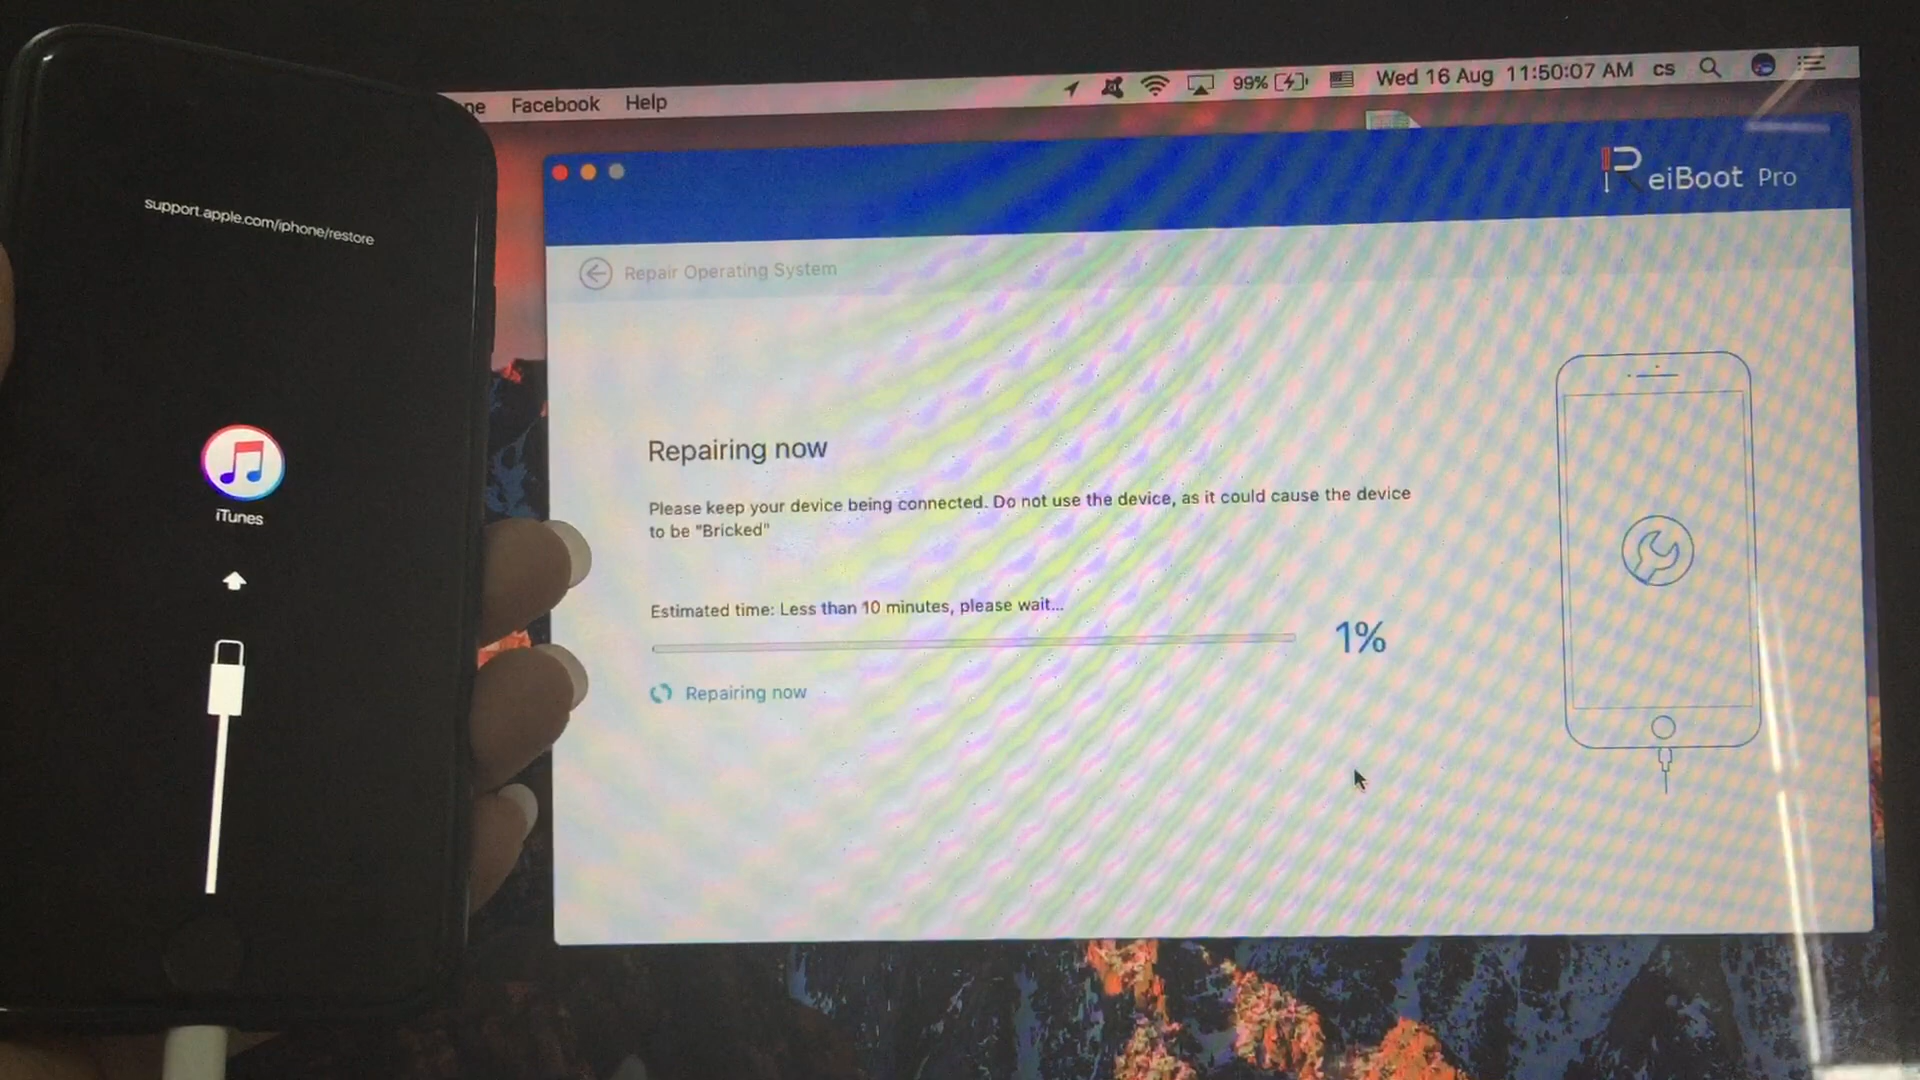 support.apple.com/iphone/restore
iTunes
ne Facebook Help
99% Wed 16 Aug 11:50:07 AM cs
ReiBoot Pro
Repair Operating System
Repairing now
Please keep your device being connected. Do not use the device, as it could cause the device
to be "Bricked"
Estimated time: Less than 10 minutes, please wait...
1%
Repairing now